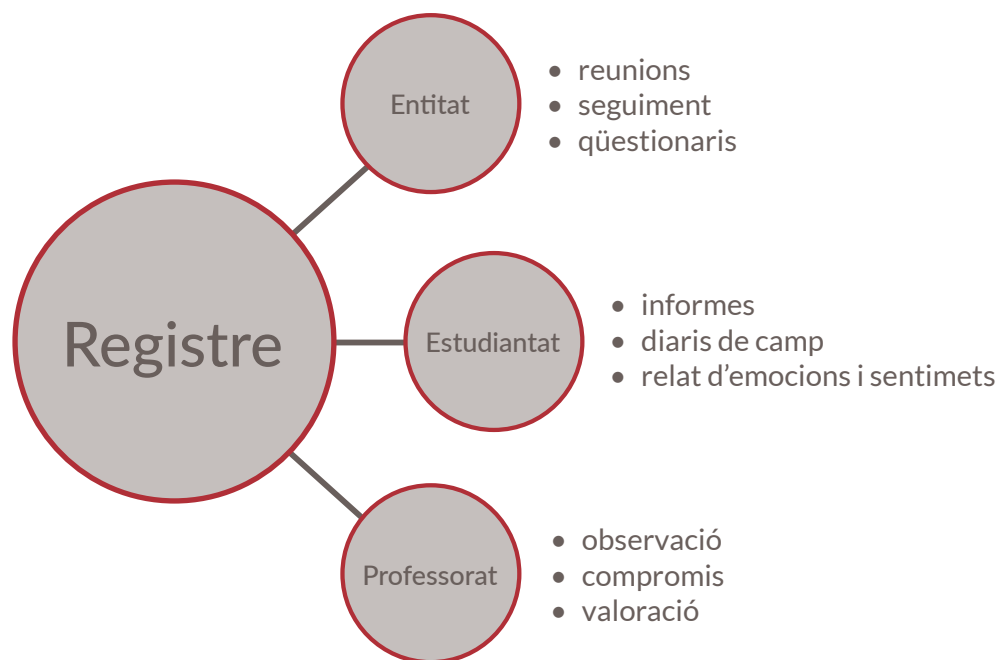 Registre
Entitat
• reunions
• seguiment
• qüestionaris
Estudiantat
• informes
• diaris de camp
• relat d’emocions i sentimets
Professorat
• observació
• compromis
• valoració